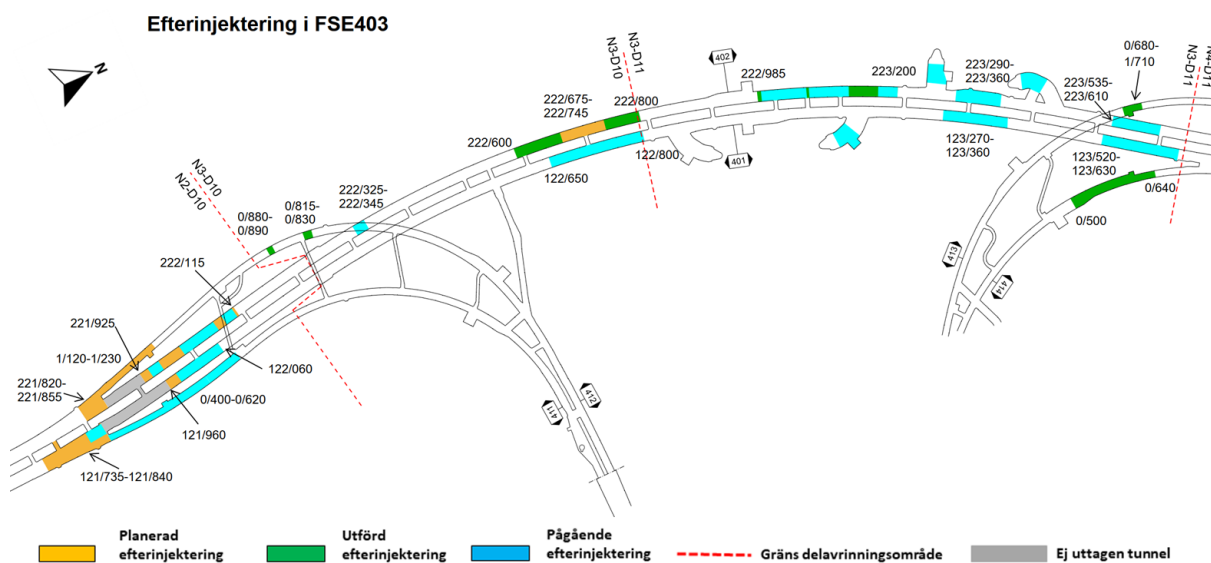 Efterinjektering i FSE403
N
N3-D11
N3-D10
402
222/985
223/200
223/290-
223/360
0/680-
1/710
N4-D11
N3-D11
223/535-
223/610
222/675-
222/745
222/800
222/600
122/650
122/800
401
123/270-
123/360
123/520-
123/630
0/640
0/500
413
414
N3-D10
N2-D10
0/880-
0/890
0/815-
0/830
222/325-
222/345
222/115
221/925
1/120-1/230
221/820-
221/855
122/060
0/400-0/620
121/960
121/735-121/840
411
412
Planerad
efterinjektering
Utförd
efterinjektering
Pågående
efterinjektering
Gräns delavrinningsområde
Ej uttagen tunnel